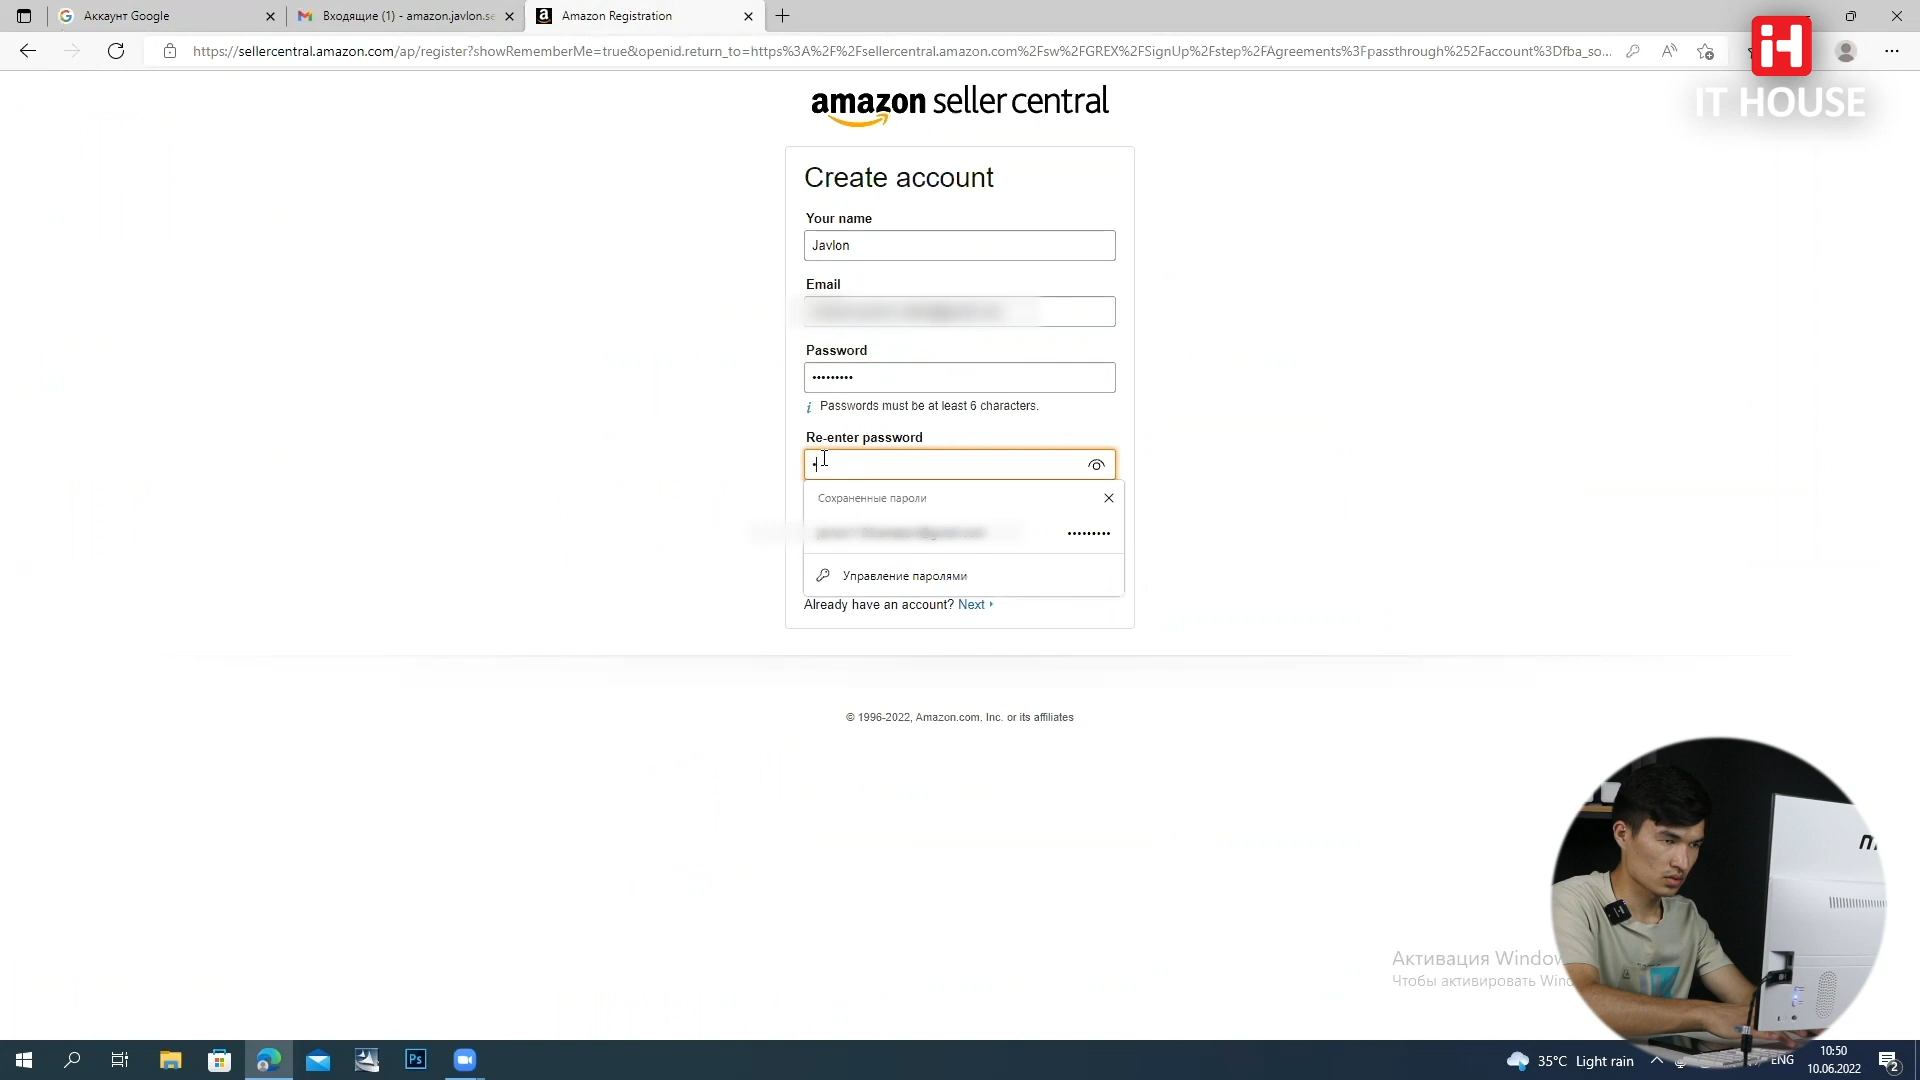 Аккаунт Google
Входящие (1) - amazon.javlon.se
Amazon Registration
https://sellercentral.amazon.com/ap/register?showRememberMe=true&openid.return_to=https%3A%2F%2Fsellercentral.amazon.com%2Fsw%2FGREX%2FSignUp%2Fstep%2FAgreements%3Fpassthrough%252Faccount%3Dfba_so...
IT HOUSE
amazon seller central
Create account
Your name
Javlon
Email
Password
•••••••••
i Passwords must be at least 6 characters.
Re-enter password
Сохраненные пароли
•••••••••
Управление паролями
Already have an account? Next
© 1996-2022, Amazon.com, Inc. or its affiliates
Активация Window
Чтобы активировать Wind
Ps
35°C Light rain
ENG
10:50
10.06.2022
2